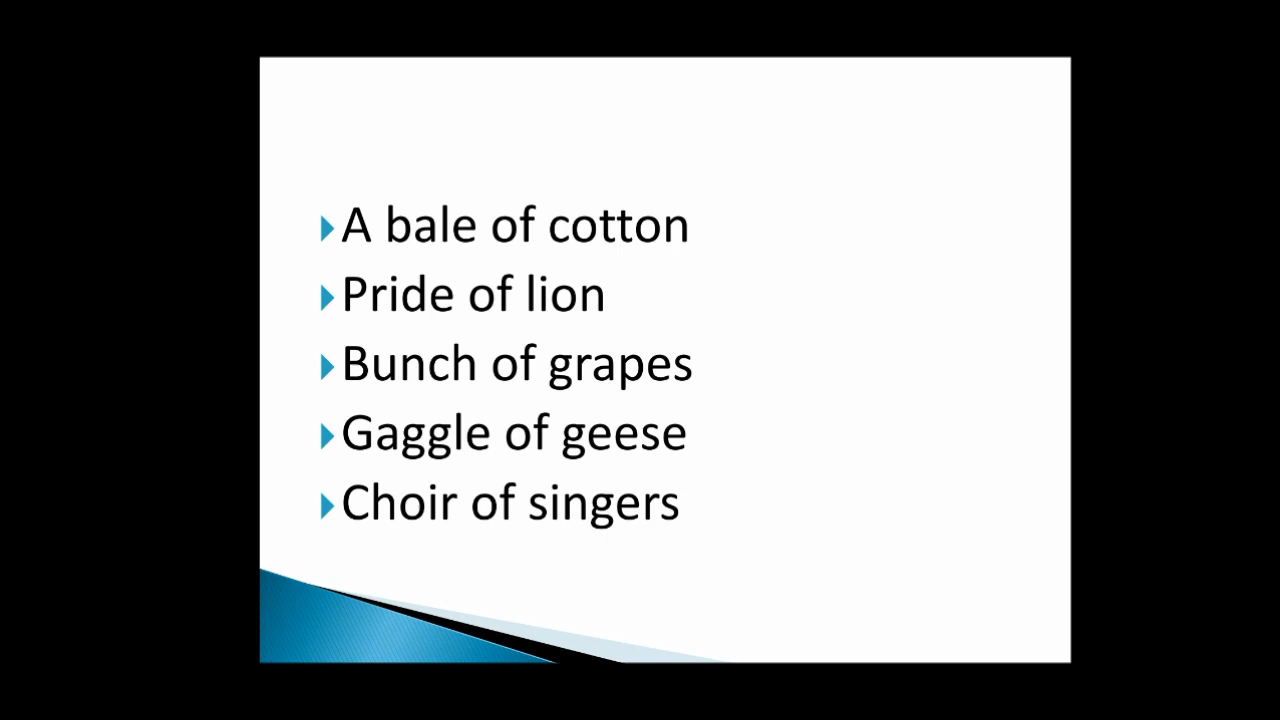 A bale of cotton
Pride of lion
Bunch of grapes
Gaggle of geese
Choir of singers